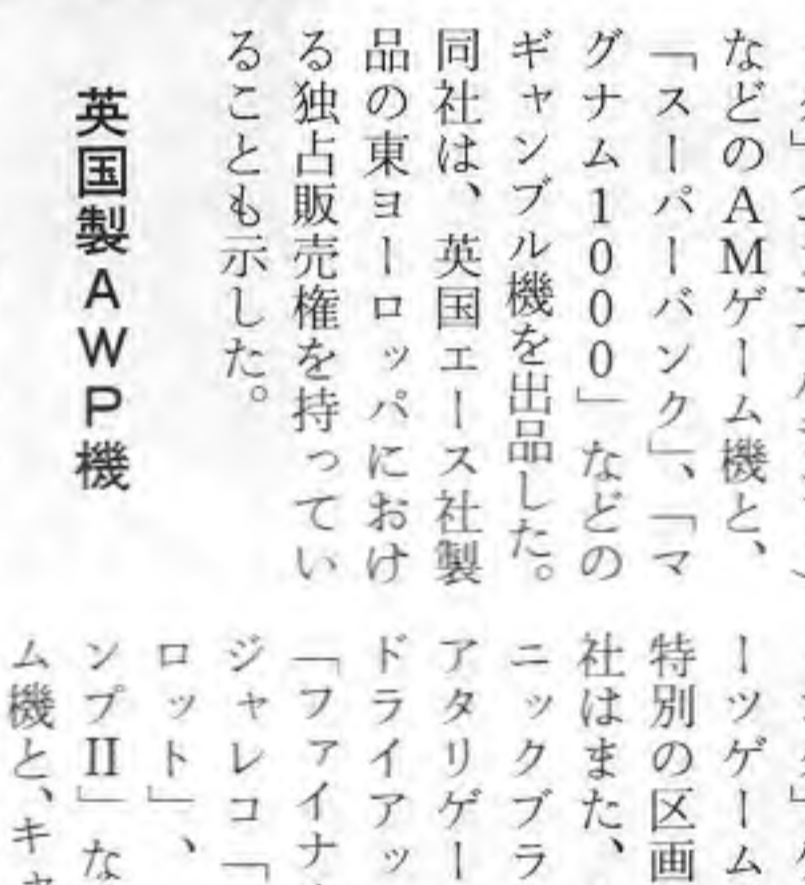 などのAMゲーム機と、
「スーパーバンク」、「マ
グナム1000」などの
ギャンブル機を出品した。
同社は、英国エース社製
品の東ヨーロッパにおけ
る独占販売権を持ってい
ることも示した。
英国製AWP機
ーツゲーム
特別の区画
社はまた、
ニックブラ
アタリゲー
ドライアッ
「ファイナ
ジャレコ「
ロット」、
ンプII」な
ム機と、キ